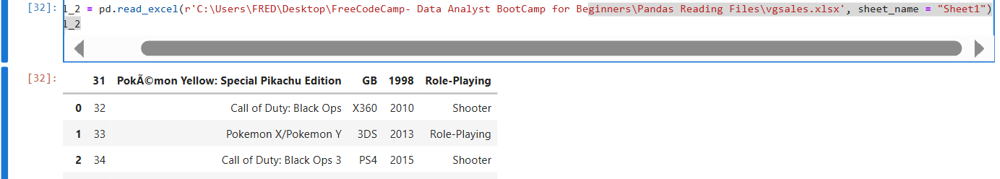 [32]: l_2 = pd.read_excel(r'C:\Users\FRED\Desktop\FreeCodeCamp- Data Analyst BootCamp for Beginners\Pandas Reading Files\vgsales.xlsx', sheet_name = "Sheet1")
l_2
[32]: 31 PokÃ©mon Yellow: Special Pikachu Edition GB 1998 Role-Playing
0 32 Call of Duty: Black Ops X360 2010 Shooter
1 33 Pokemon X/Pokemon Y 3DS 2013 Role-Playing
2 34 Call of Duty: Black Ops 3 PS4 2015 Shooter